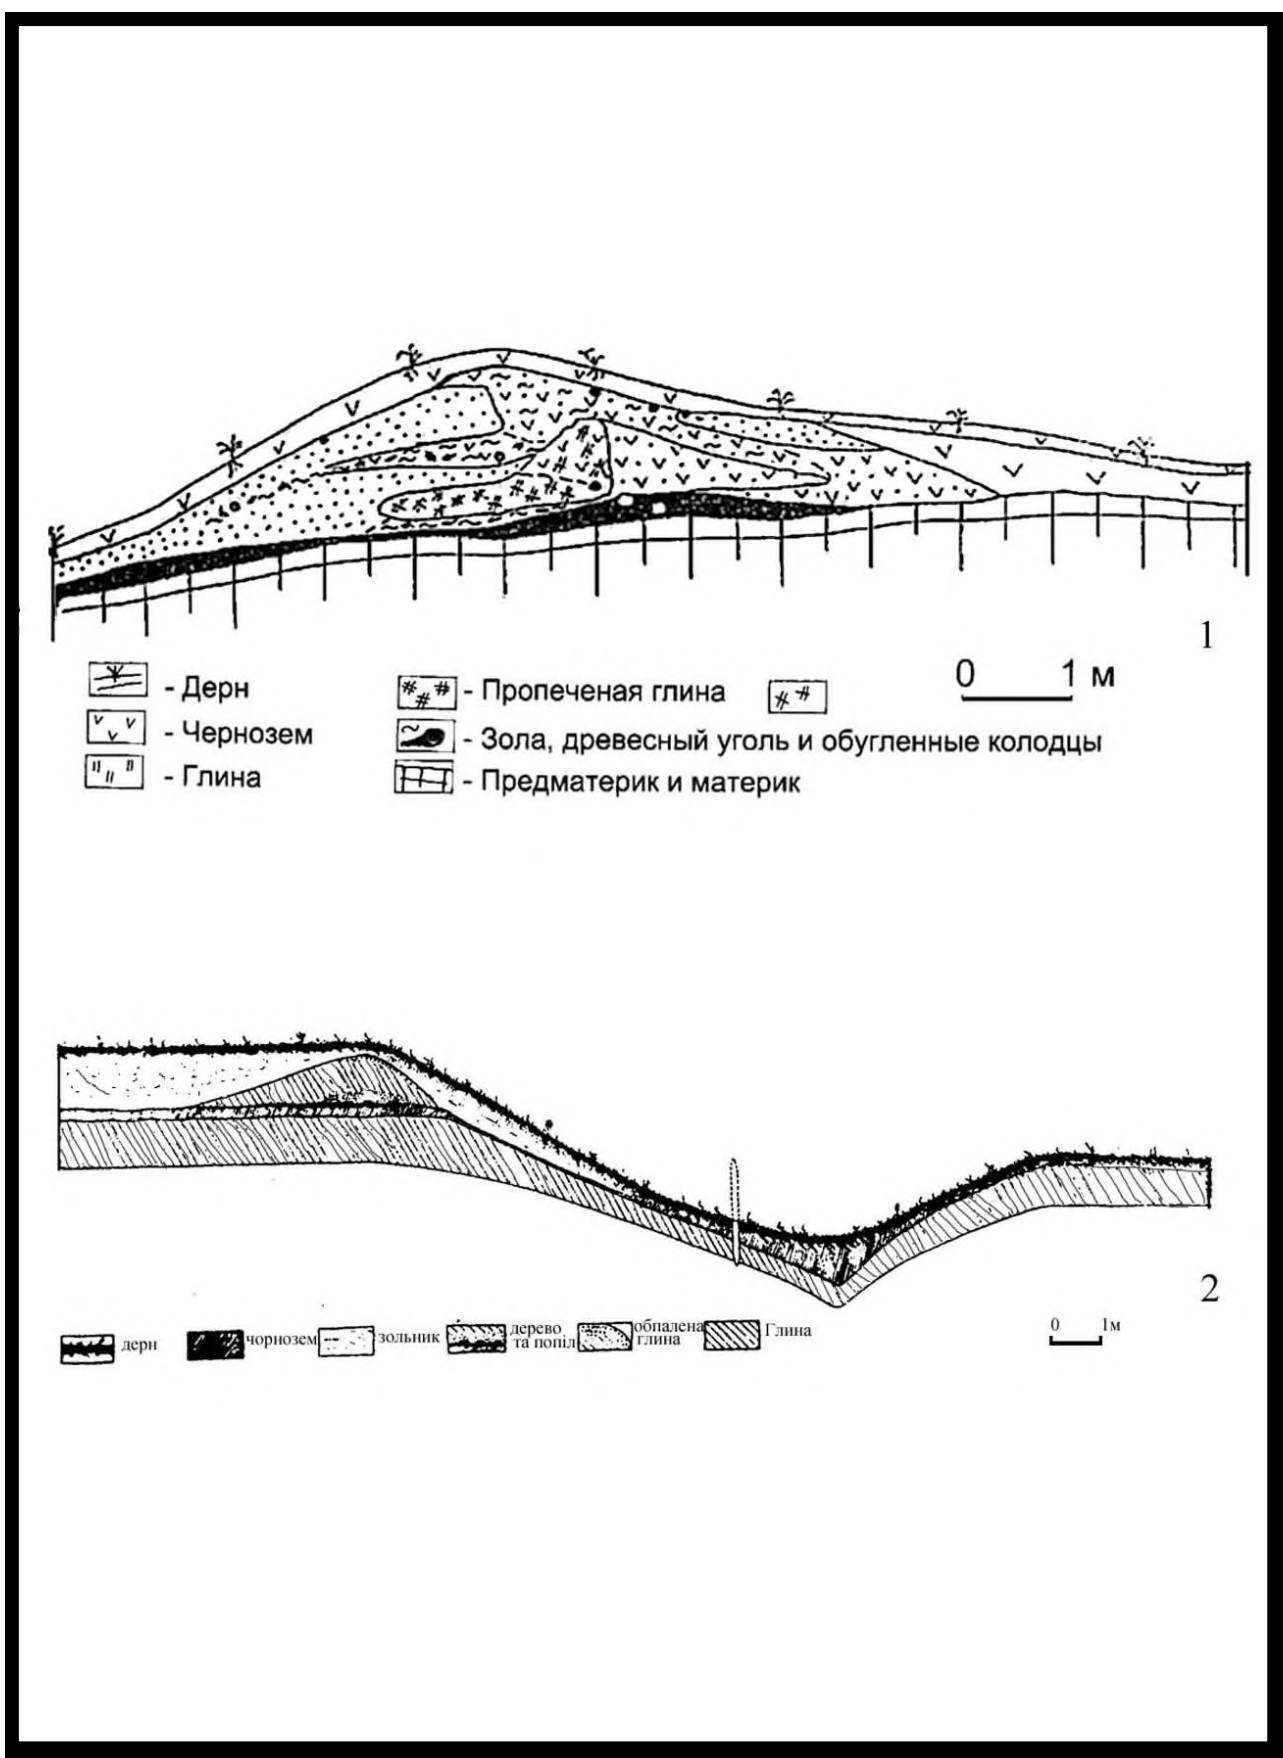 1
0 1 м
- Дерн
- Пропеченая глина
- Чернозем
- Зола, древесный уголь и обугленные колодцы
- Глина
- Предматерик и материк
2
дерн
чорнозем
зольник
дерево
та попіл
обпалена
глина
Глина
0 1м